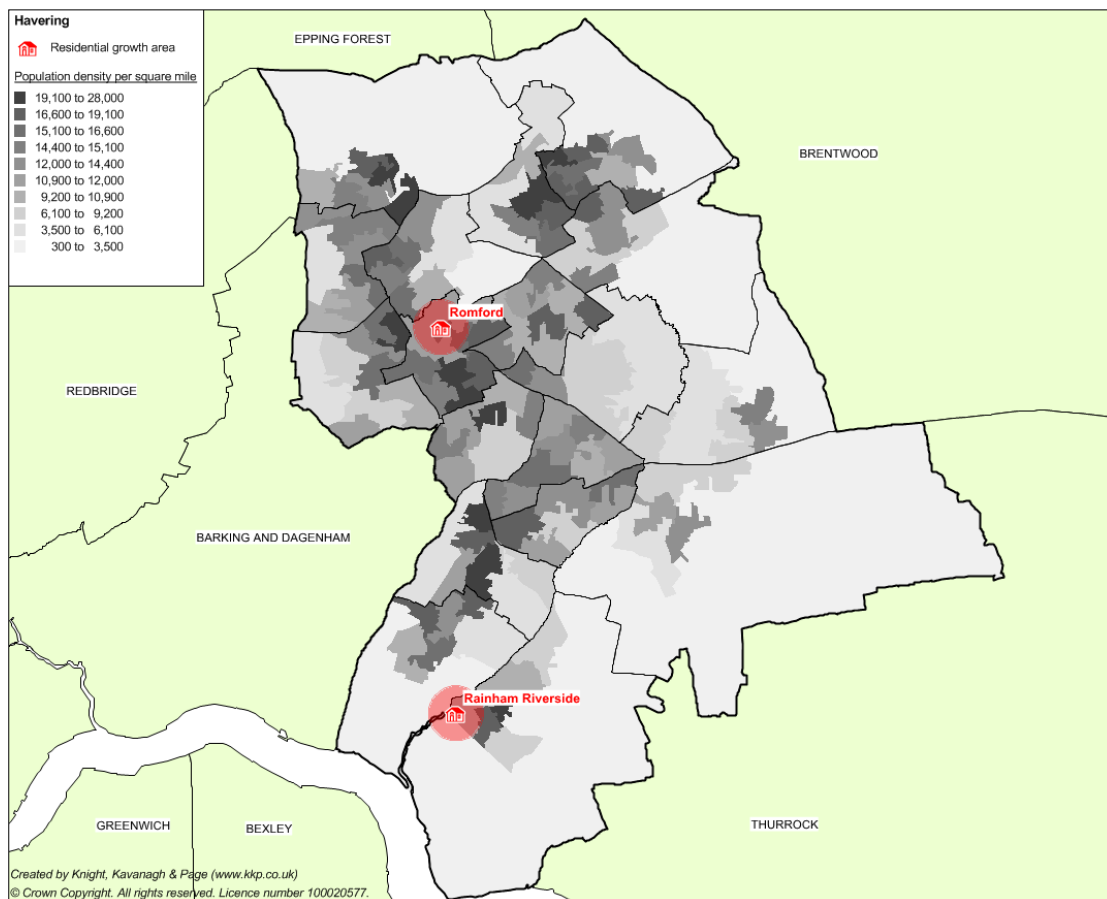 Havering
Residential growth area
Population density per square mile
19,100 to 28,000
16,600 to 19,100
15,100 to 16,600
14,400 to 15,100
12,000 to 14,400
10,900 to 12,000
9,200 to 10,900
6,100 to 9,200
3,500 to 6,100
300 to 3,500
EPPING FOREST
BRENTWOOD
Romford
REDBRIDGE
BARKING AND DAGENHAM
Rainham Riverside
GREENWICH
BEXLEY
THURROCK
Created by Knight, Kavanagh & Page (www.kkp.co.uk)
© Crown Copyright. All rights reserved. Licence number 100020577.